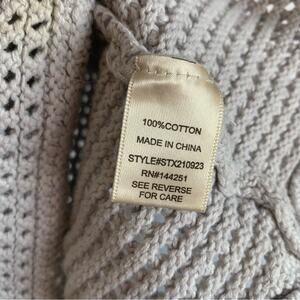 100%COTTON
MADE IN CHINA
STYLE#STX210923
RN#144251
SEE REVERSE
FOR CARE